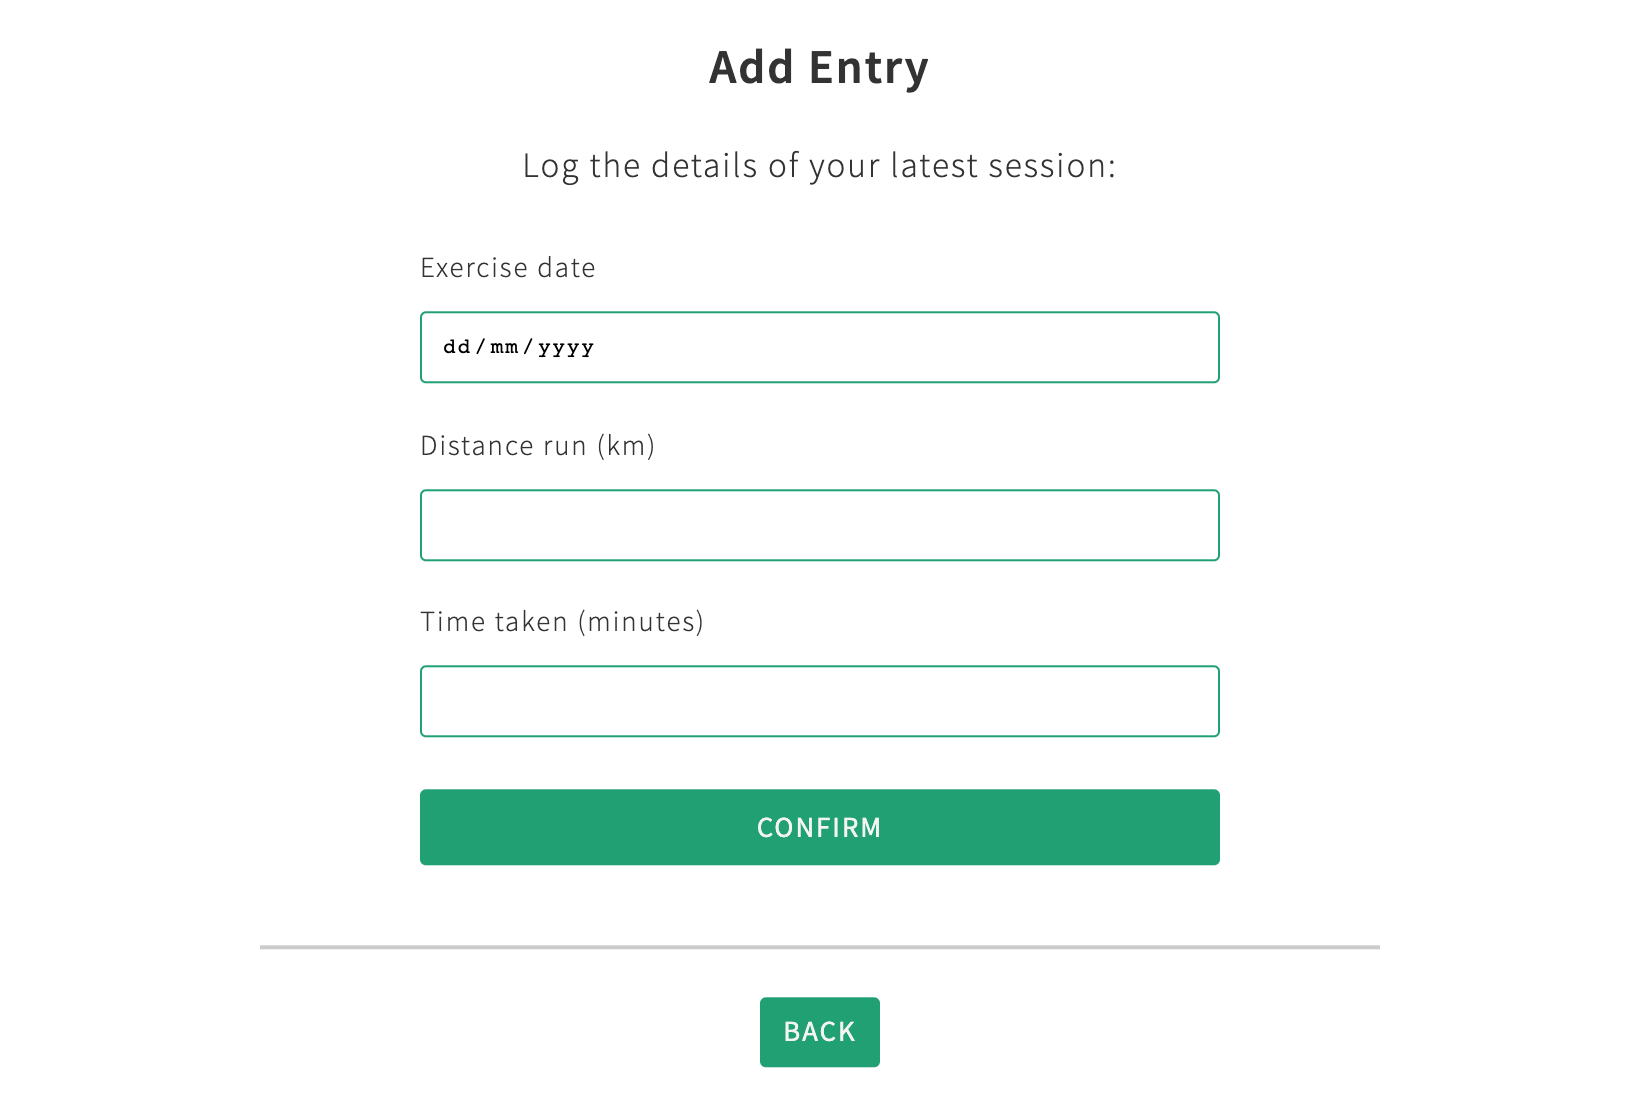 Add Entry
Log the details of your latest session:
Exercise date
dd/mm/yyyy
Distance run (km)
Time taken (minutes)
CONFIRM
BACK